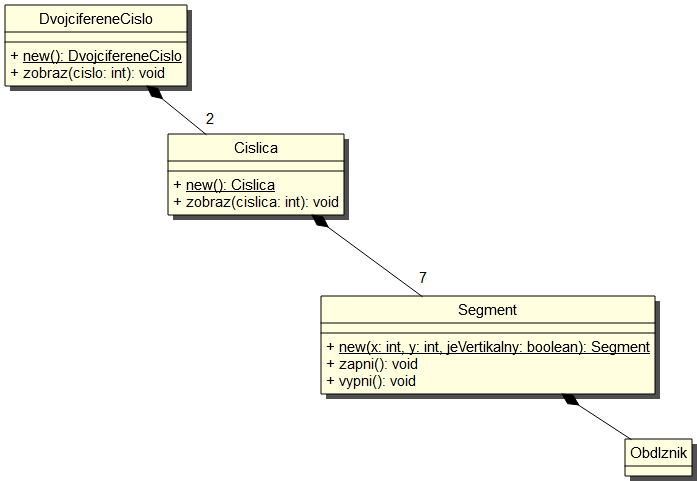 DvojcifereneCislo
+ new(): DvojcifereneCislo
+ zobraz(cislo: int): void
2
Cislica
+ new(): Cislica
+ zobraz(cislica: int): void
7
Segment
+ new(x: int, y: int, jeVertikalny: boolean): Segment
+ zapni(): void
+ vypni(): void
Obdlznik